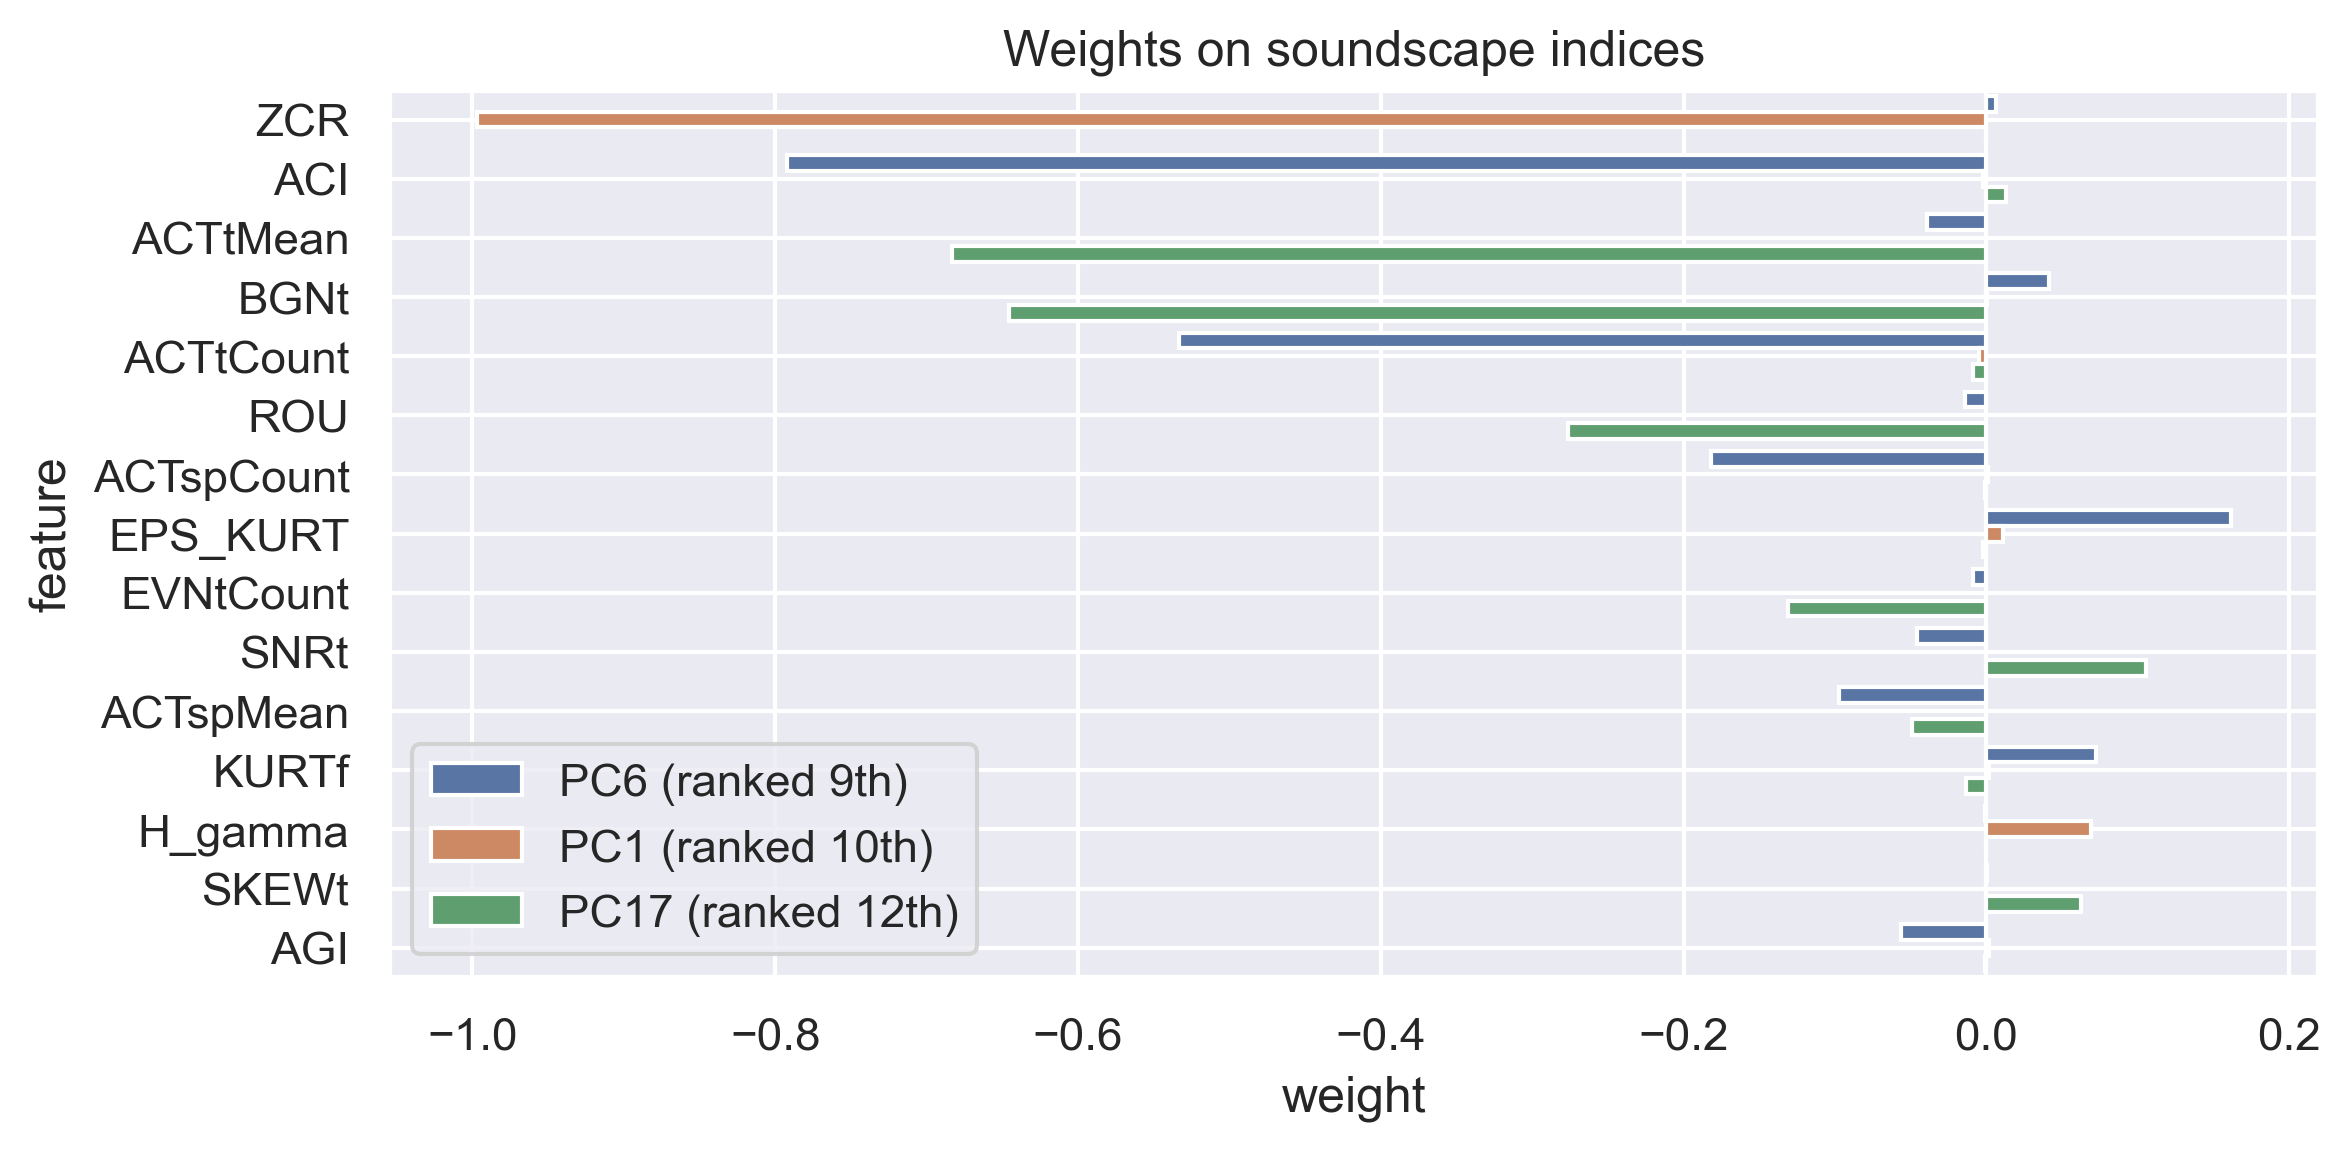 Weights on soundscape indices
ZCR
ACI
ACTtMean
BGNt
ACTtCount
ROU
ACTspCount
EPS_KURT
EVNtCount
SNRt
ACTspMean
KURTf
H_gamma
SKEWt
AGI
feature
PC6 (ranked 9th)
PC1 (ranked 10th)
PC17 (ranked 12th)
−1.0 −0.8 −0.6 −0.4 −0.2 0.0 0.2
weight